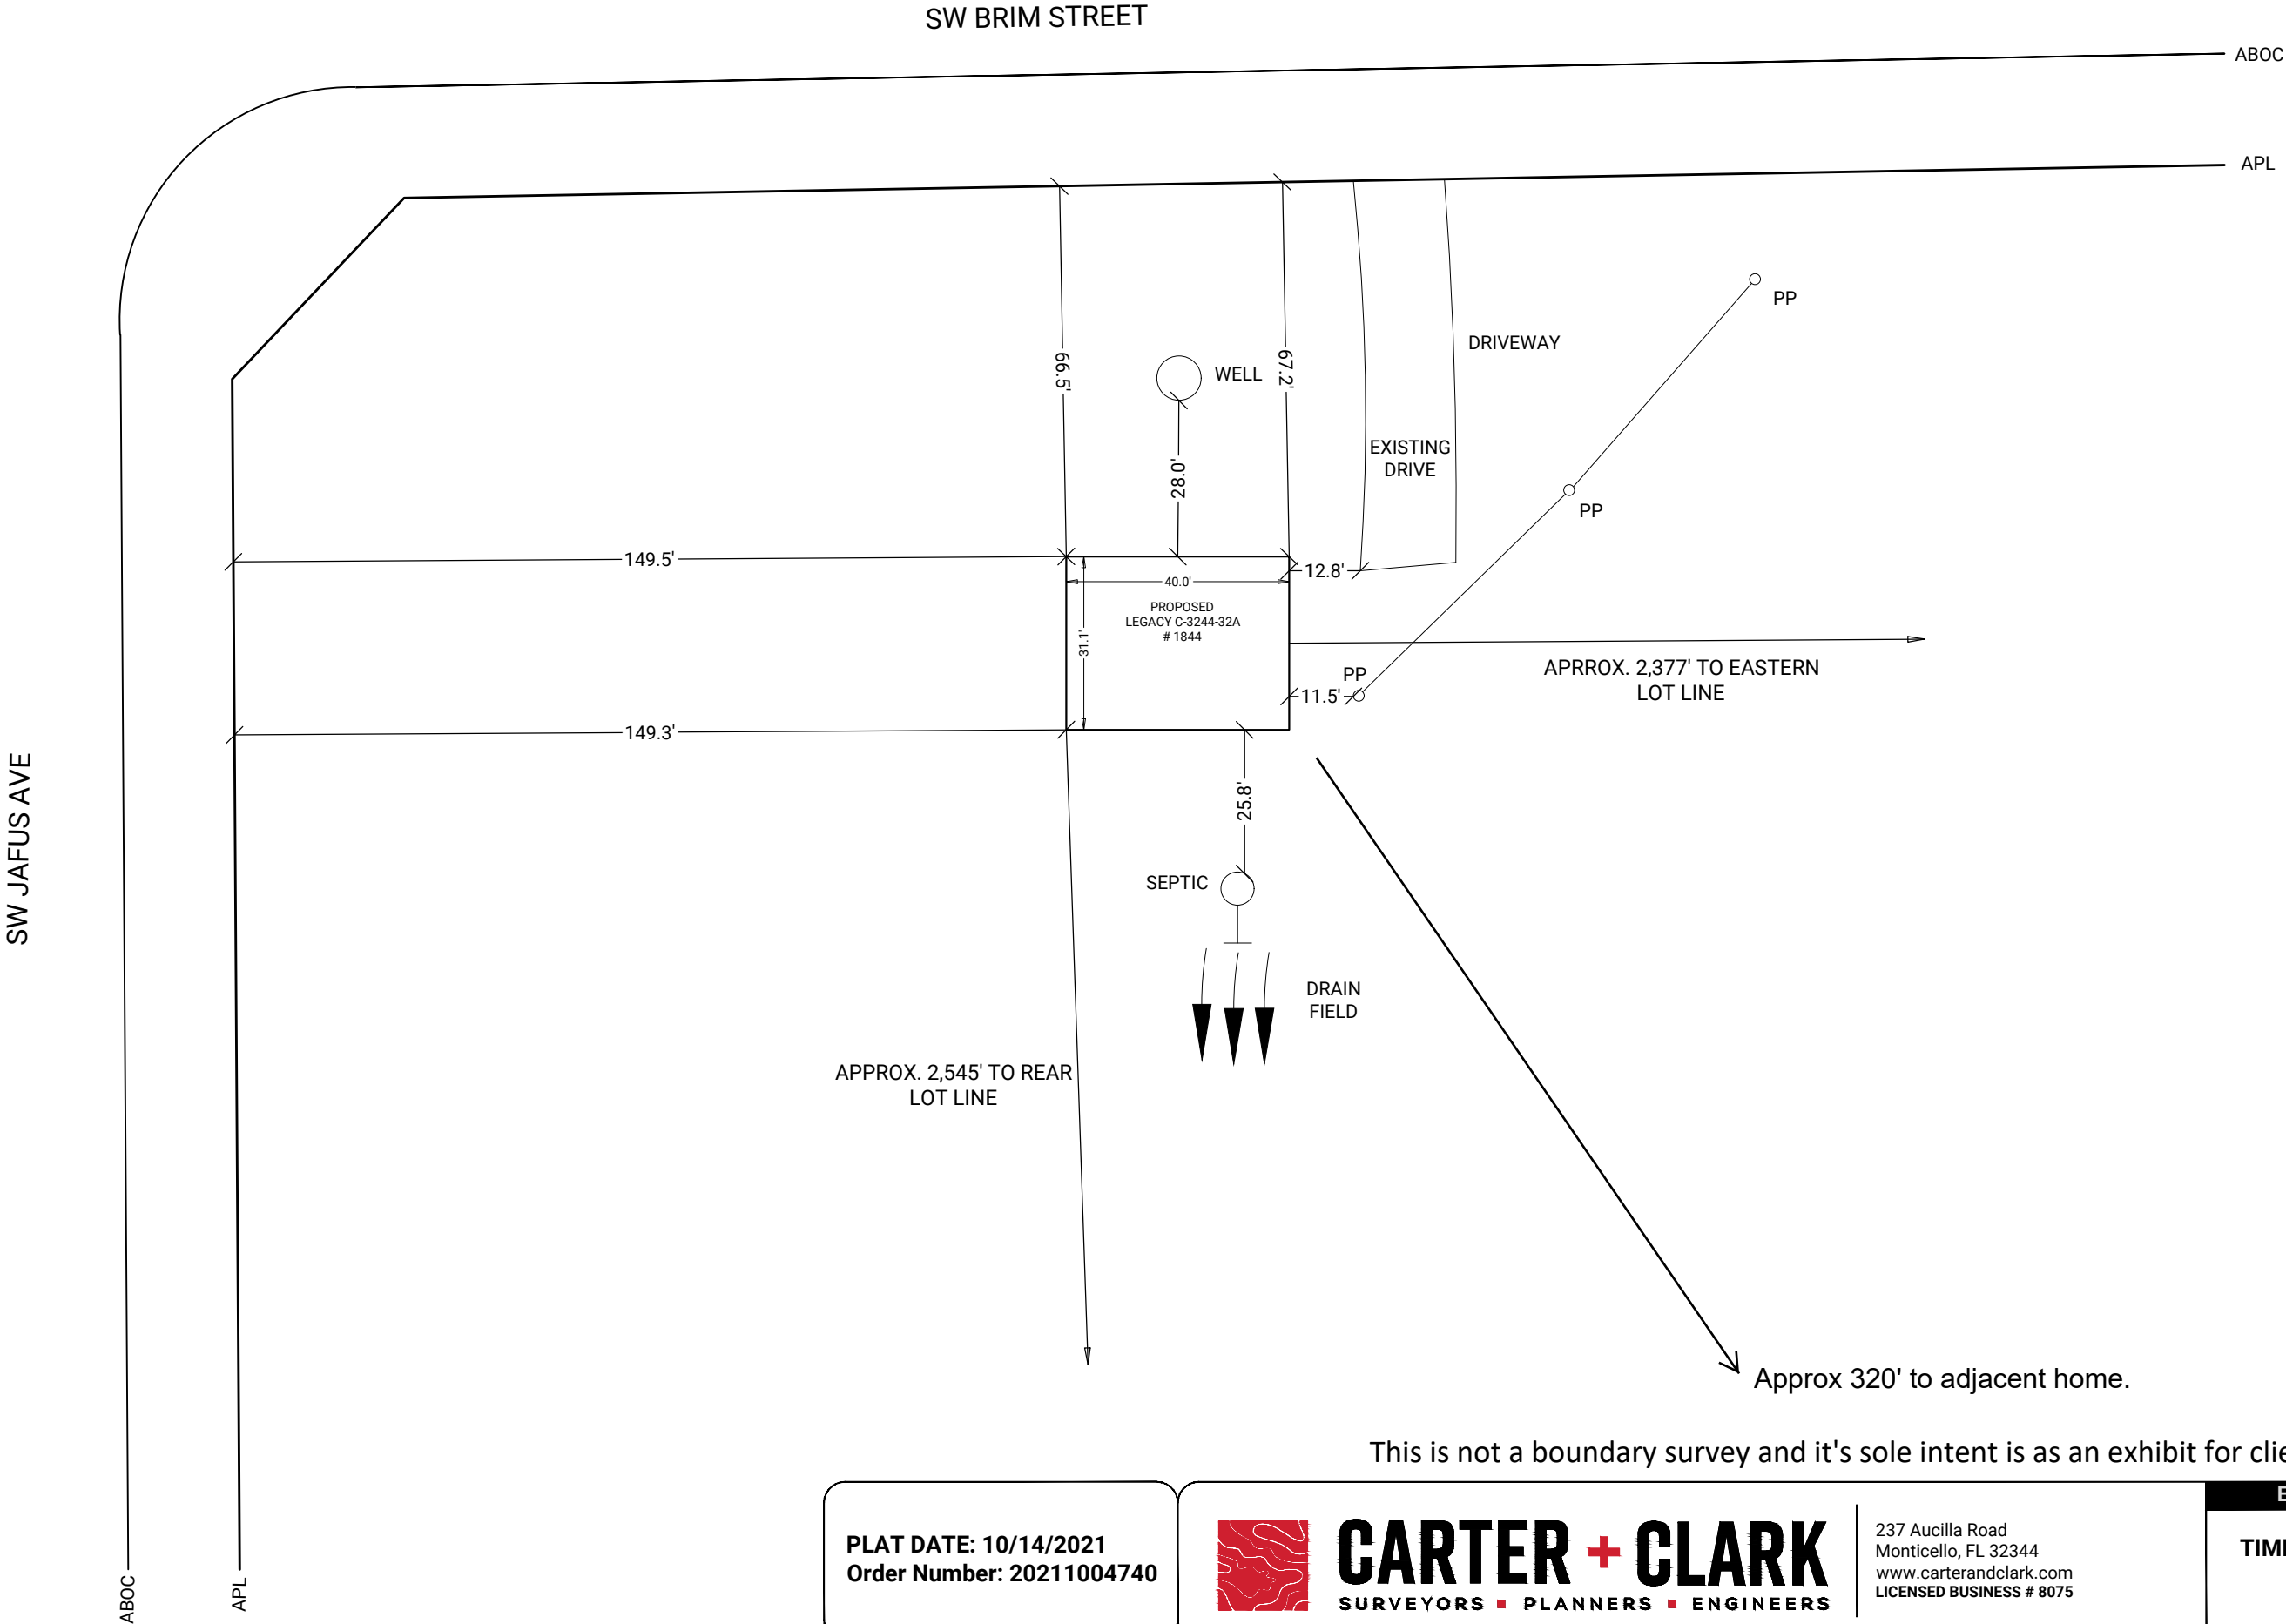 SW BRIM STREET
ABOC
APL
PP
DRIVEWAY
66.5'
WELL
67.2'
EXISTING
DRIVE
28.0'
PP
149.5'
12.8'
40.0'
PROPOSED
LEGACY C-3244-32A
# 1844
31.1'
APRROX. 2,377' TO EASTERN
LOT LINE
PP
11.5'
149.3'
SW JAFUS AVE
25.8'
SEPTIC
DRAIN
FIELD
APPROX. 2,545' TO REAR
LOT LINE
Approx 320' to adjacent home.
This is not a boundary survey and it's sole intent is as an exhibit for
ABOC
APL
PLAT DATE: 10/14/2021
Order Number: 20211004740
CARTER + CLARK
SURVEYORS ▪ PLANNERS ▪ ENGINEERS
237 Aucilla Road
Monticello, FL 32344
www.carterandclark.com
LICENSED BUSINESS # 8075